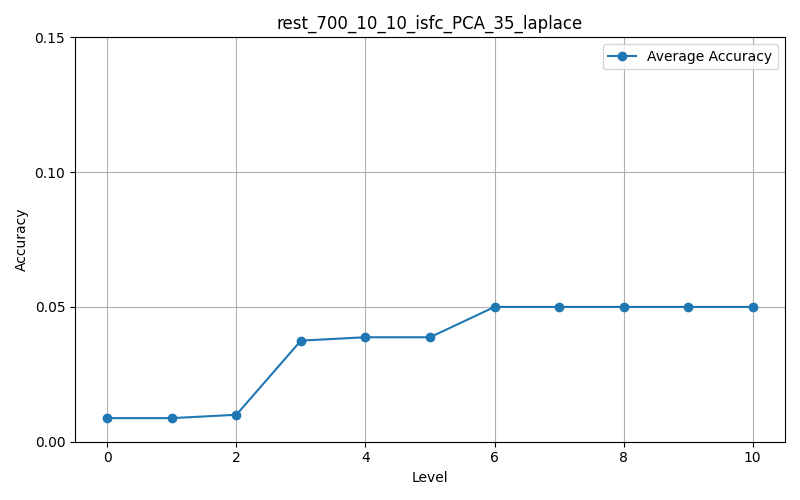 rest_700_10_10_isfc_PCA_35_laplace
Average Accuracy
0.15
0.10
0.05
0.00
Accuracy
0 2 4 6 8 10
Level